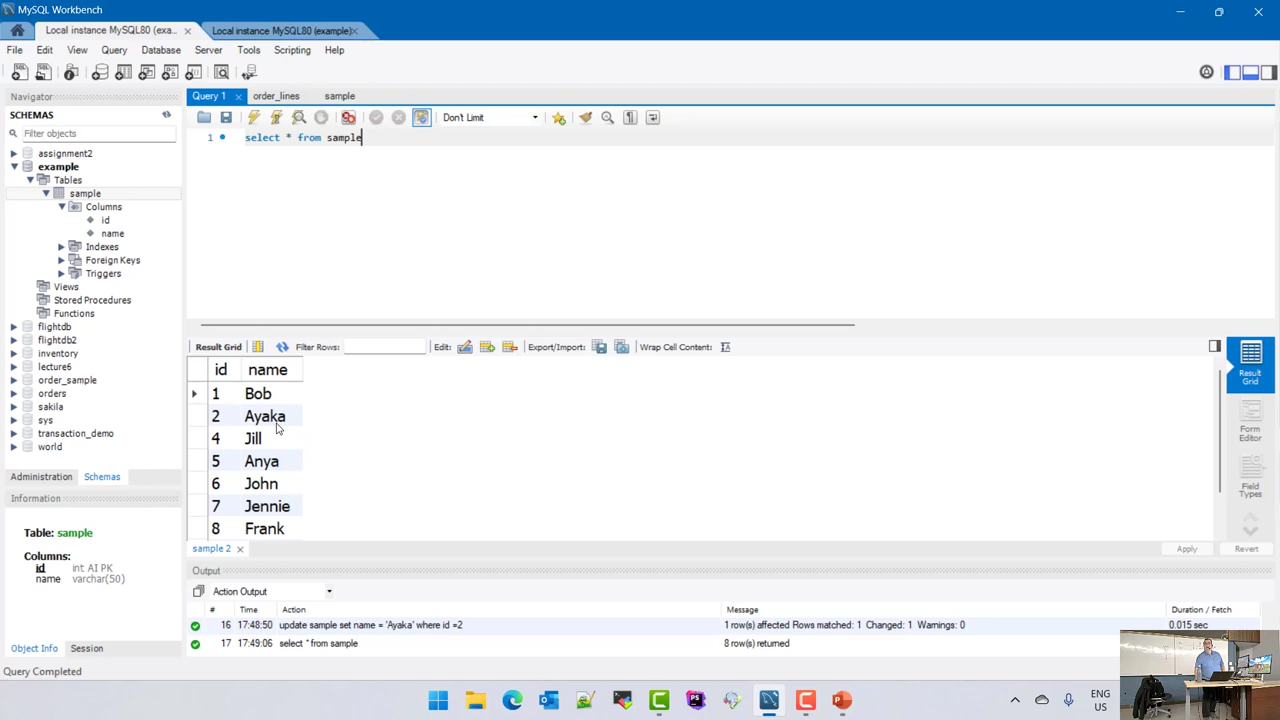 MySQL Workbench
Local instance MySQL80 (exa...
Local instance MySQL80 (example)
File Edit View Query Database Server Tools Scripting Help
Navigator
SCHEMAS
Filter objects
assignment2
example
Tables
sample
Columns
id
name
Indexes
Foreign Keys
Triggers
Views
Stored Procedures
Functions
flightdb
flightdb2
inventory
lecture6
order_sample
orders
sakila
sys
transaction_demo
world
Administration Schemas
Information
Table: sample
Columns:
id int AI PK
name varchar(50)
Object Info Session
Query Completed
Query 1 order_lines sample
Don't Limit
1 select * from sample
Result Grid Filter Rows: Edit: Export/Import: Wrap Cell Content:
id name
1 Bob
2 Ayaka
4 Jill
5 Anya
6 John
7 Jennie
8 Frank
Result Grid
Form Editor
Field Types
sample 2
Apply Revert
Output
Action Output
# Time Action Message Duration / Fetch
16 17:48:50 update sample set name = 'Ayaka' where id =2 1 row(s) affected Rows matched: 1 Changed: 1 Warnings: 0 0.015 sec
17 17:49:06 select * from sample 8 row(s) returned
ENG
US